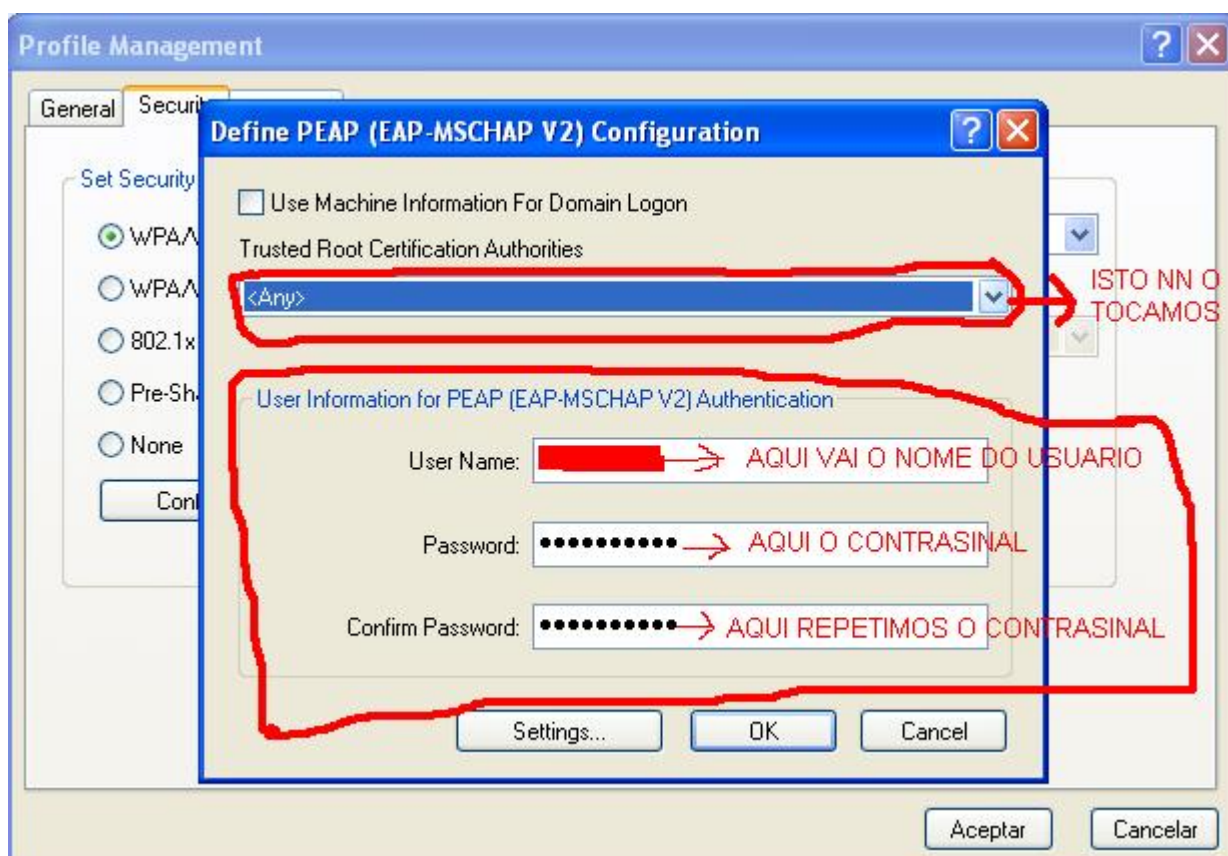 Profile Management
General Securit
Define PEAP (EAP-MSCHAP V2) Configuration
Set Security
Use Machine Information For Domain Logon
WPA/
Trusted Root Certification Authorities
WPA/
<Any>
ISTO NN O
TOCAMOS
802.1x
Pre-Sh
User Information for PEAP (EAP-MSCHAP V2) Authentication
None
User Name: AQUI VAI O NOME DO USUARIO
Password: •••••••••• AQUI O CONTRASINAL
Confirm Password: •••••••••• AQUI REPETIMOS O CONTRASINAL
Settings... OK Cancel
Aceptar Cancelar